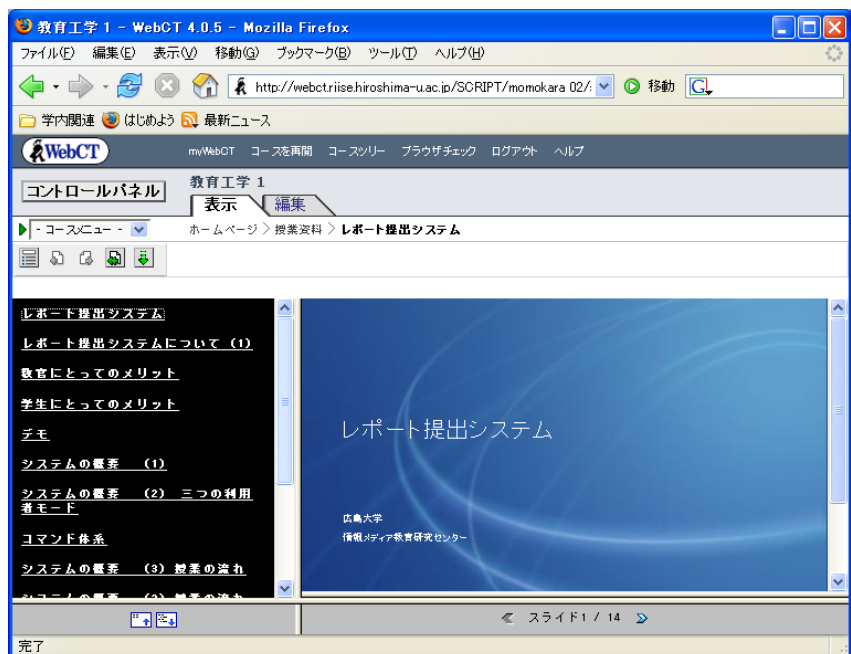 教育工学 1 - WebCT 4.0.5 - Mozilla Firefox
ファイル(F) 編集(E) 表示(V) 移動(G) ブックマーク(B) ツール(T) ヘルプ(H)
http://webct.riise.hiroshima-u.ac.jp/SCRIPT/momokara 02/: 移動 G
学内関連 はじめよう 最新ニュース
WebCT myWebCT コースを再開 コースツリー ブラウザチェック ログアウト ヘルプ
コントロールパネル
教育工学 1
表示 編集
- コースメニュー - ホームページ 〉 授業資料 〉 レポート提出システム
レポート提出システム
レポート提出システムについて (1)
教官にとってのメリット
学生にとってのメリット
デモ
システムの概要 (1)
システムの概要 (2) 三つの利用
者モード
コマンド体系
システムの概要 (3) 授業の流れ
レポート提出システム
広島大学
情報メディア教育研究センター
≪ スライド1 / 14 ≫
完了